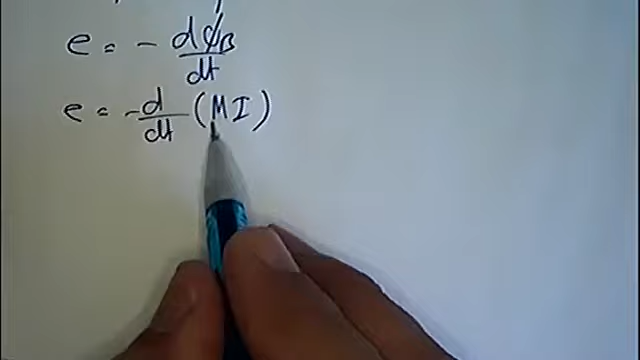 e = - dϕB/dt
e = - d/dt (MI)